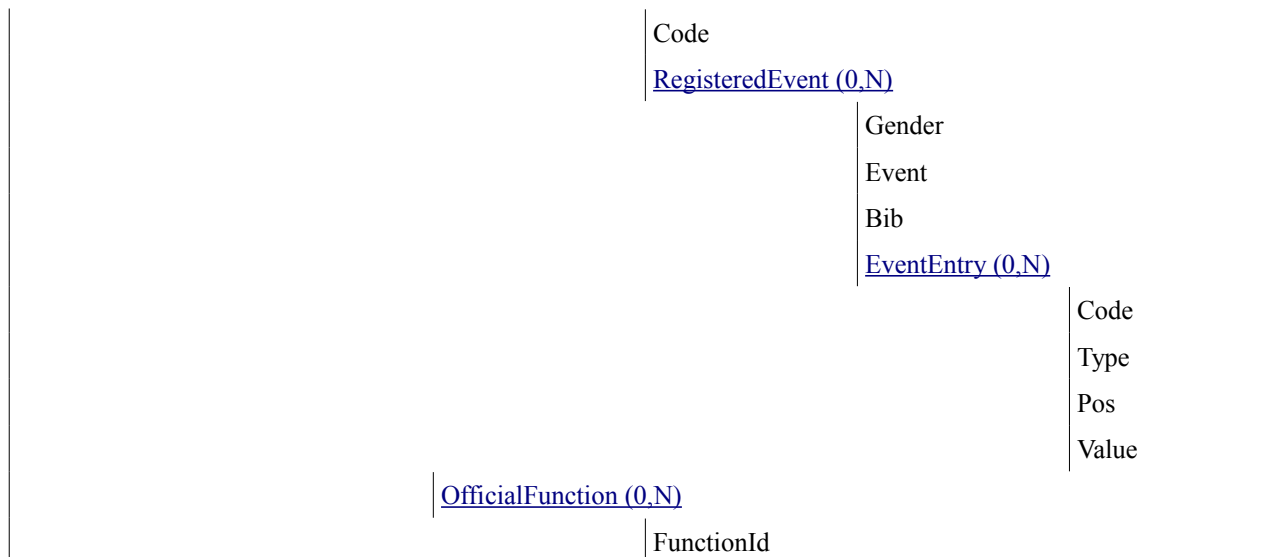 Code
RegisteredEvent (0,N)
Gender
Event
Bib
EventEntry (0,N)
Code
Type
Pos
Value
OfficialFunction (0,N)
FunctionId